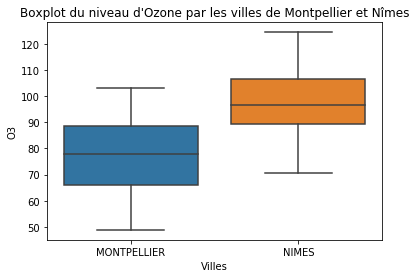 Boxplot du niveau d'Ozone par les villes de Montpellier et Nîmes
120
110
100
90
80
70
60
50
O3
MONTPELLIER NIMES
Villes